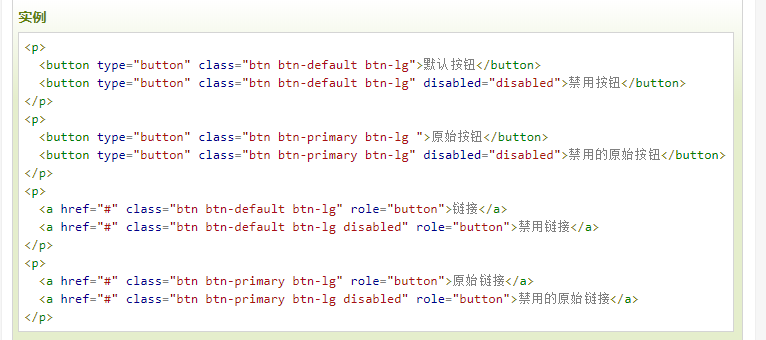 实例
<p>
  <button type="button" class="btn btn-default btn-lg">默认按钮</button>
  <button type="button" class="btn btn-default btn-lg" disabled="disabled">禁用按钮</button>
</p>
<p>
  <button type="button" class="btn btn-primary btn-lg ">原始按钮</button>
  <button type="button" class="btn btn-primary btn-lg" disabled="disabled">禁用的原始按钮</button>
</p>
<p>
  <a href="#" class="btn btn-default btn-lg" role="button">链接</a>
  <a href="#" class="btn btn-default btn-lg disabled" role="button">禁用链接</a>
</p>
<p>
  <a href="#" class="btn btn-primary btn-lg" role="button">原始链接</a>
  <a href="#" class="btn btn-primary btn-lg disabled" role="button">禁用的原始链接</a>
</p>